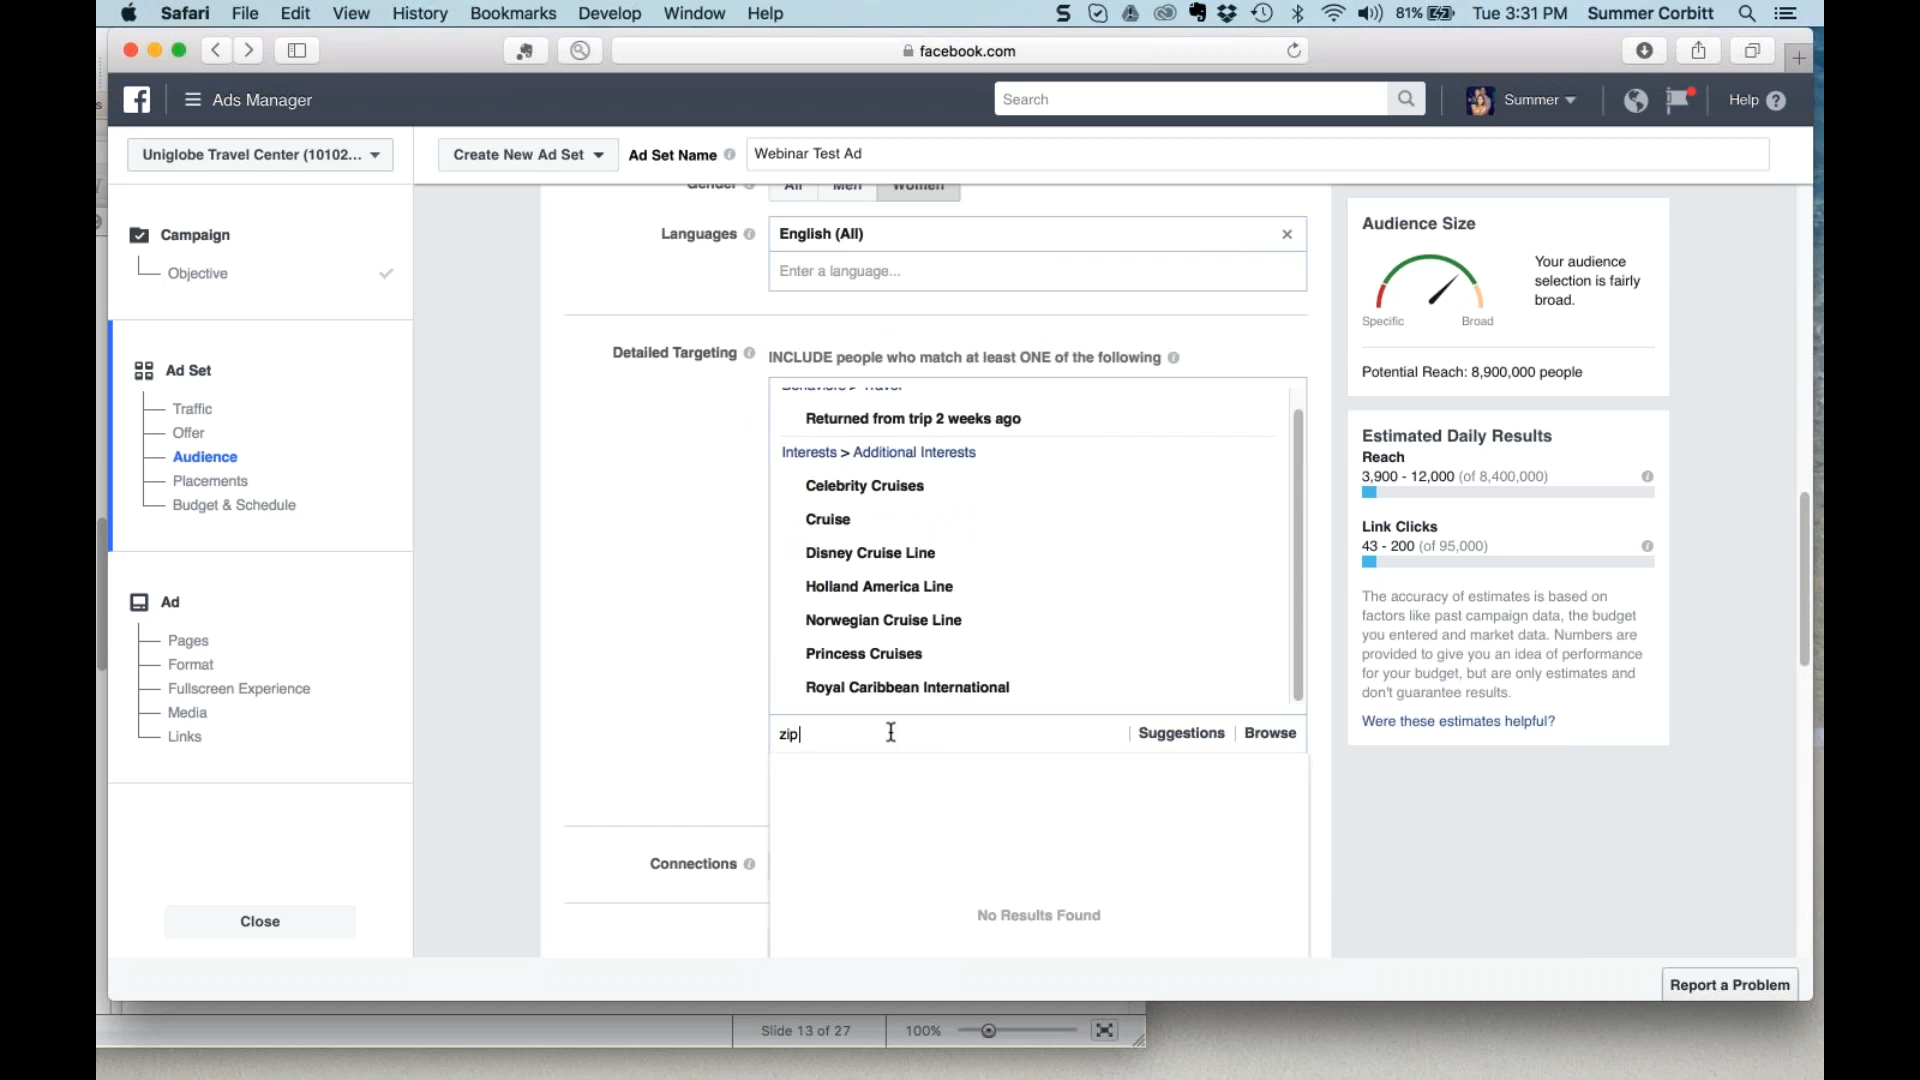 Safari File Edit View History Bookmarks Develop Window Help 81% Tue 3:31 PM Summer Corbitt
facebook.com
Ads Manager Search Summer Help
Uniglobe Travel Center (10102... Create New Ad Set Ad Set Name Webinar Test Ad
Gender All Men Women
Languages English (All)
Enter a language...
Campaign
Objective
Ad Set
Traffic
Offer
Audience
Placements
Budget & Schedule
Ad
Pages
Format
Fullscreen Experience
Media
Links
Close
Detailed Targeting INCLUDE people who match at least ONE of the following
Behaviors > Travel
Returned from trip 2 weeks ago
Interests > Additional Interests
Celebrity Cruises
Cruise
Disney Cruise Line
Holland America Line
Norwegian Cruise Line
Princess Cruises
Royal Caribbean International
zip Suggestions Browse
No Results Found
Connections
Audience Size
Your audience
selection is fairly
broad.
Specific Broad
Potential Reach: 8,900,000 people
Estimated Daily Results
Reach
3,900 - 12,000 (of 8,400,000)
Link Clicks
43 - 200 (of 95,000)
The accuracy of estimates is based on
factors like past campaign data, the budget
you entered and market data. Numbers are
provided to give you an idea of performance
for your budget, but are only estimates and
don't guarantee results.
Were these estimates helpful?
Report a Problem
Slide 13 of 27 100%